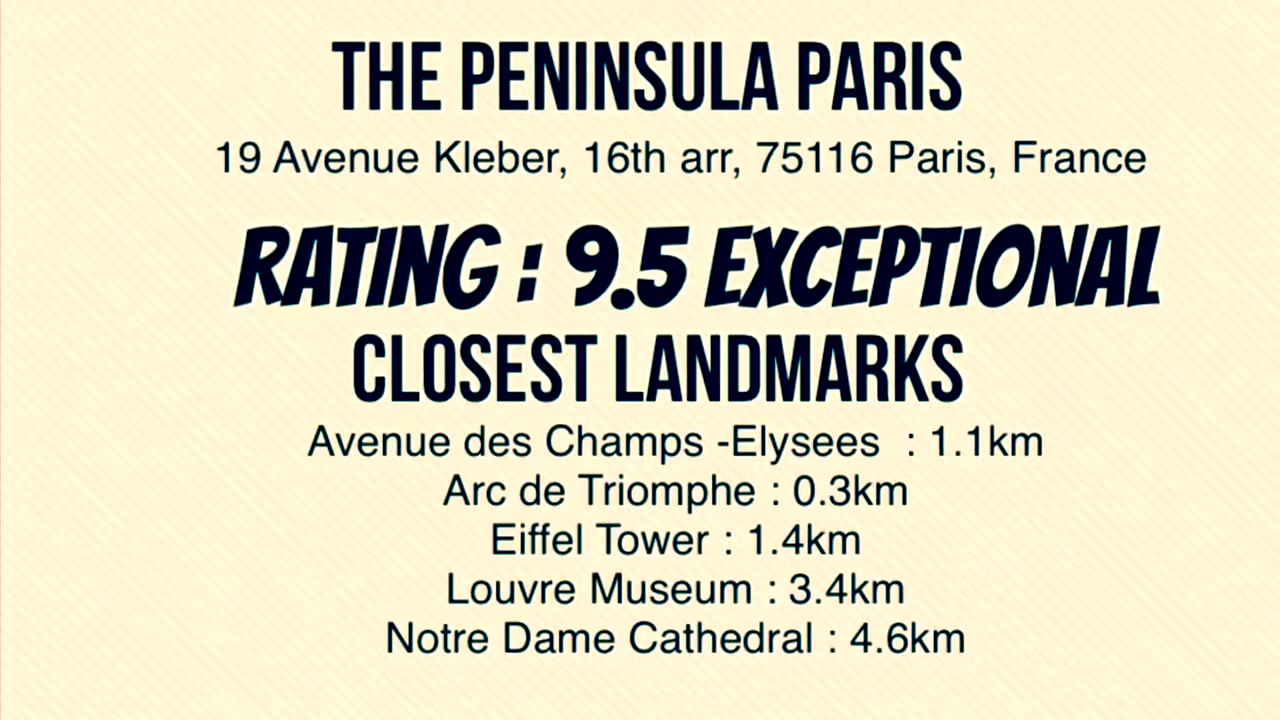 THE PENINSULA PARIS
19 Avenue Kleber, 16th arr, 75116 Paris, France
RATING : 9.5 EXCEPTIONAL
CLOSEST LANDMARKS
Avenue des Champs -Elysees : 1.1km
Arc de Triomphe : 0.3km
Eiffel Tower : 1.4km
Louvre Museum : 3.4km
Notre Dame Cathedral : 4.6km